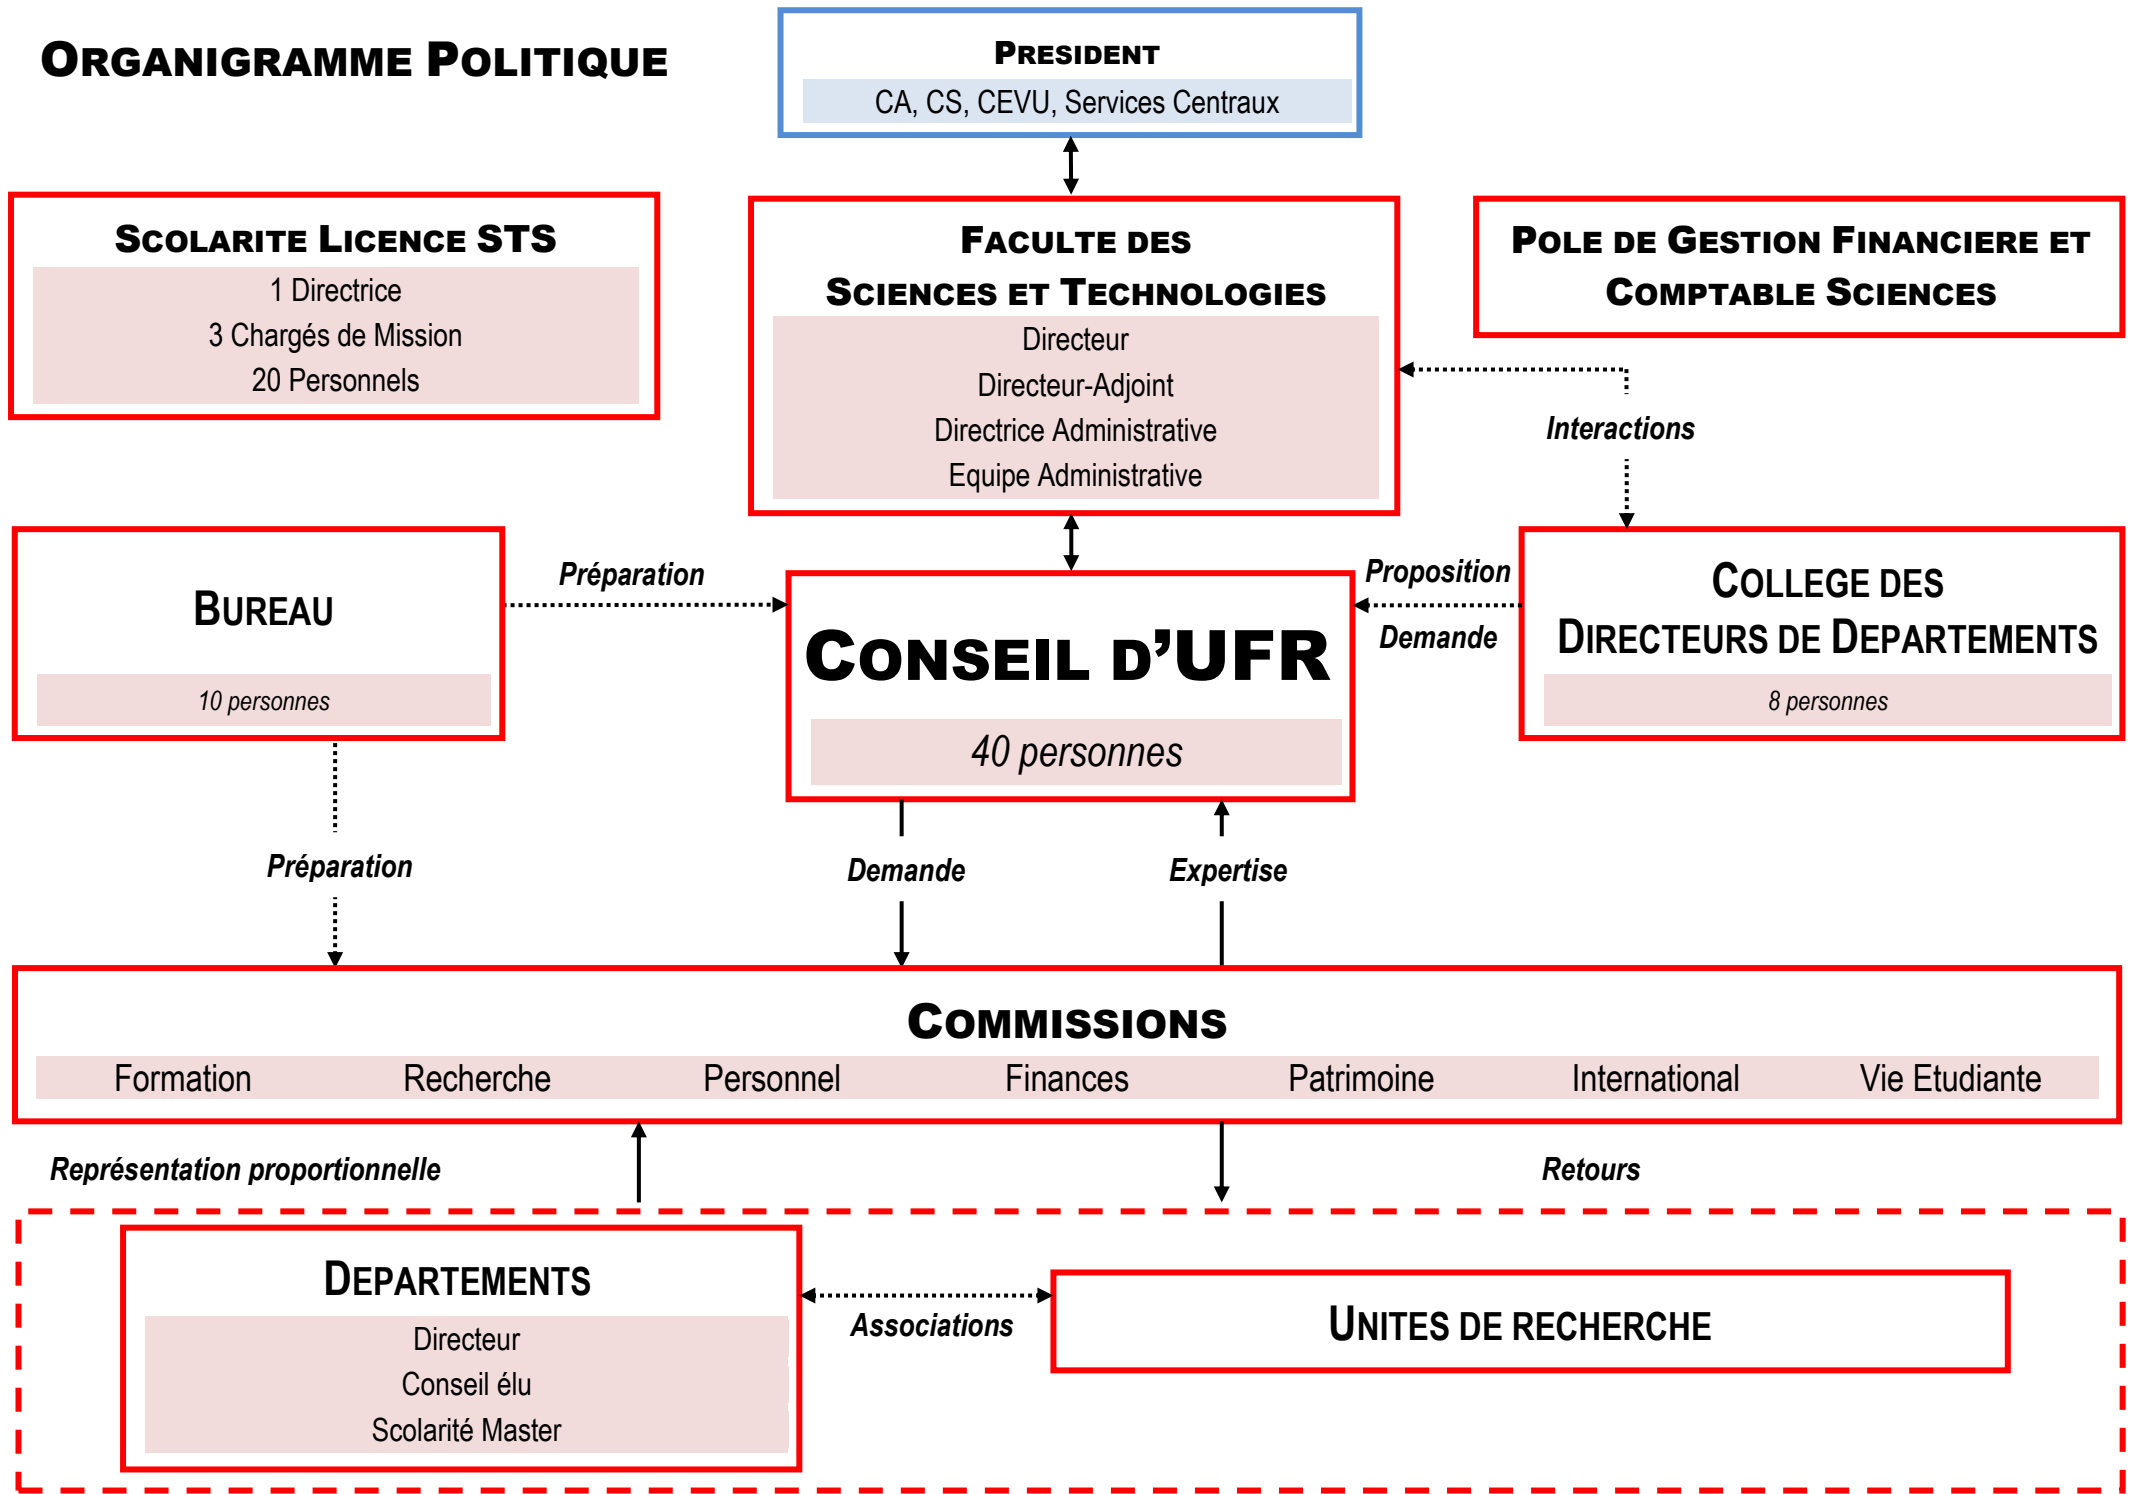 ORGANIGRAMME POLITIQUE
PRESIDENT
CA, CS, CEVU, Services Centraux
SCOLARITE LICENCE STS
1 Directrice
3 Chargés de Mission
20 Personnels
FACULTE DES
SCIENCES ET TECHNOLOGIES
Directeur
Directeur-Adjoint
Directrice Administrative
Equipe Administrative
POLE DE GESTION FINANCIERE ET
COMPTABLE SCIENCES
Interactions
BUREAU
10 personnes
Préparation
CONSEIL D’UFR
40 personnes
Proposition
Demande
COLLEGE DES
DIRECTEURS DE DEPARTEMENTS
8 personnes
Préparation
Demande
Expertise
COMMISSIONS
Formation Recherche Personnel Finances Patrimoine International Vie Etudiante
Représentation proportionnelle
Retours
DEPARTEMENTS
Directeur
Conseil élu
Scolarité Master
Associations
UNITES DE RECHERCHE